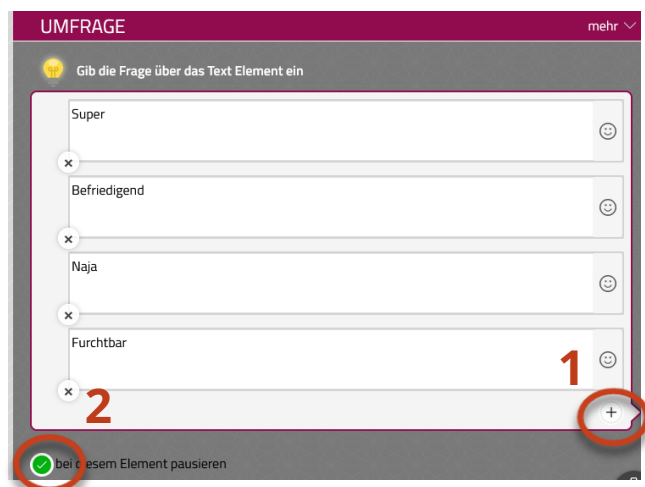 UMFRAGE
mehr
Gib die Frage über das Text Element ein
Super
Befriedigend
Naja
Furchtbar
1
2
bei diesem Element pausieren